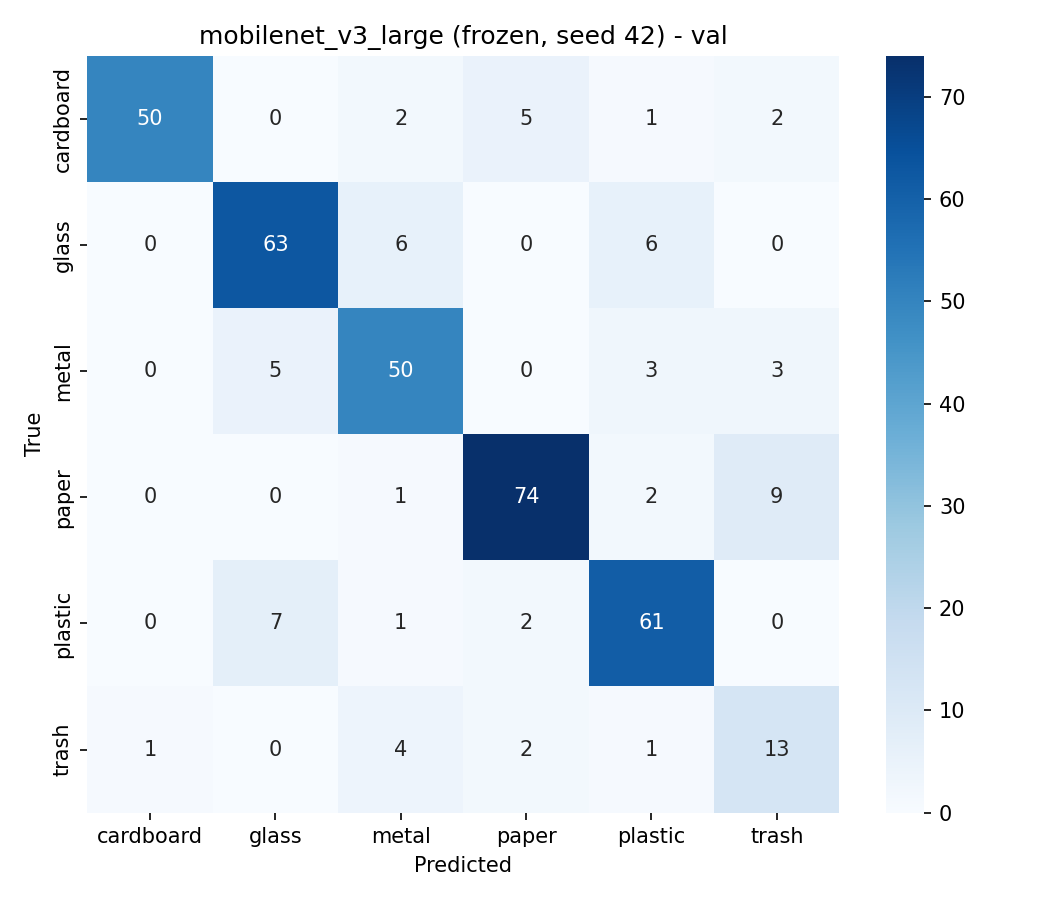 mobilenet_v3_large (frozen, seed 42) - val
cardboard 50 0 2 5 1 2
glass 0 63 6 0 6 0
metal 0 5 50 0 3 3
paper 0 0 1 74 2 9
plastic 0 7 1 2 61 0
trash 1 0 4 2 1 13
True
cardboard glass metal paper plastic trash
Predicted
70
60
50
40
30
20
10
0